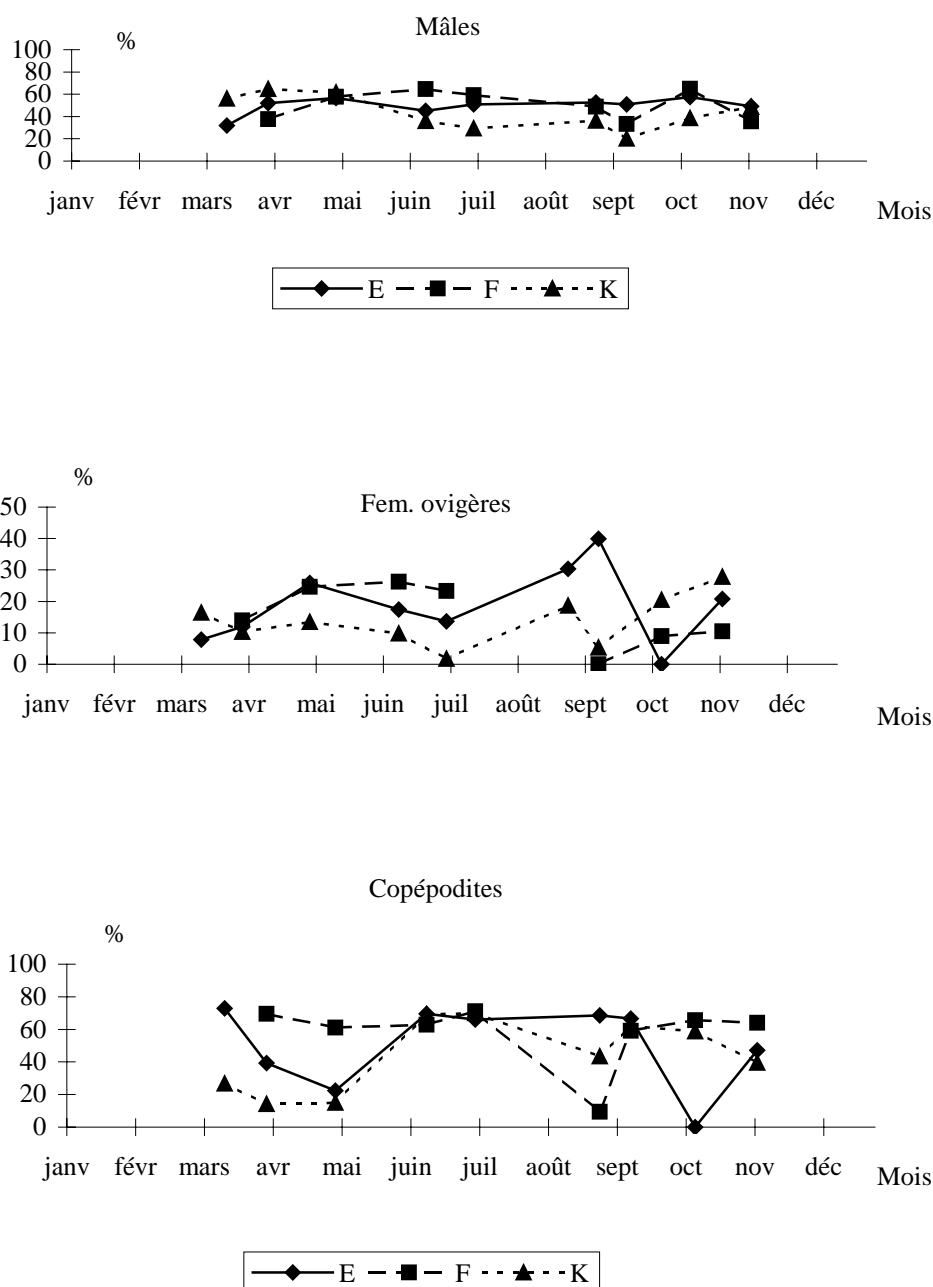 Mâles
%
100
80
60
40
20
0
janv févr mars avr mai juin juil août sept oct nov déc
Mois
E F K
%
Fem. ovigères
50
40
30
20
10
0
janv févr mars avr mai juin juil août sept oct nov déc
Mois
Copépodites
%
100
80
60
40
20
0
janv févr mars avr mai juin juil août sept oct nov déc
Mois
E F K